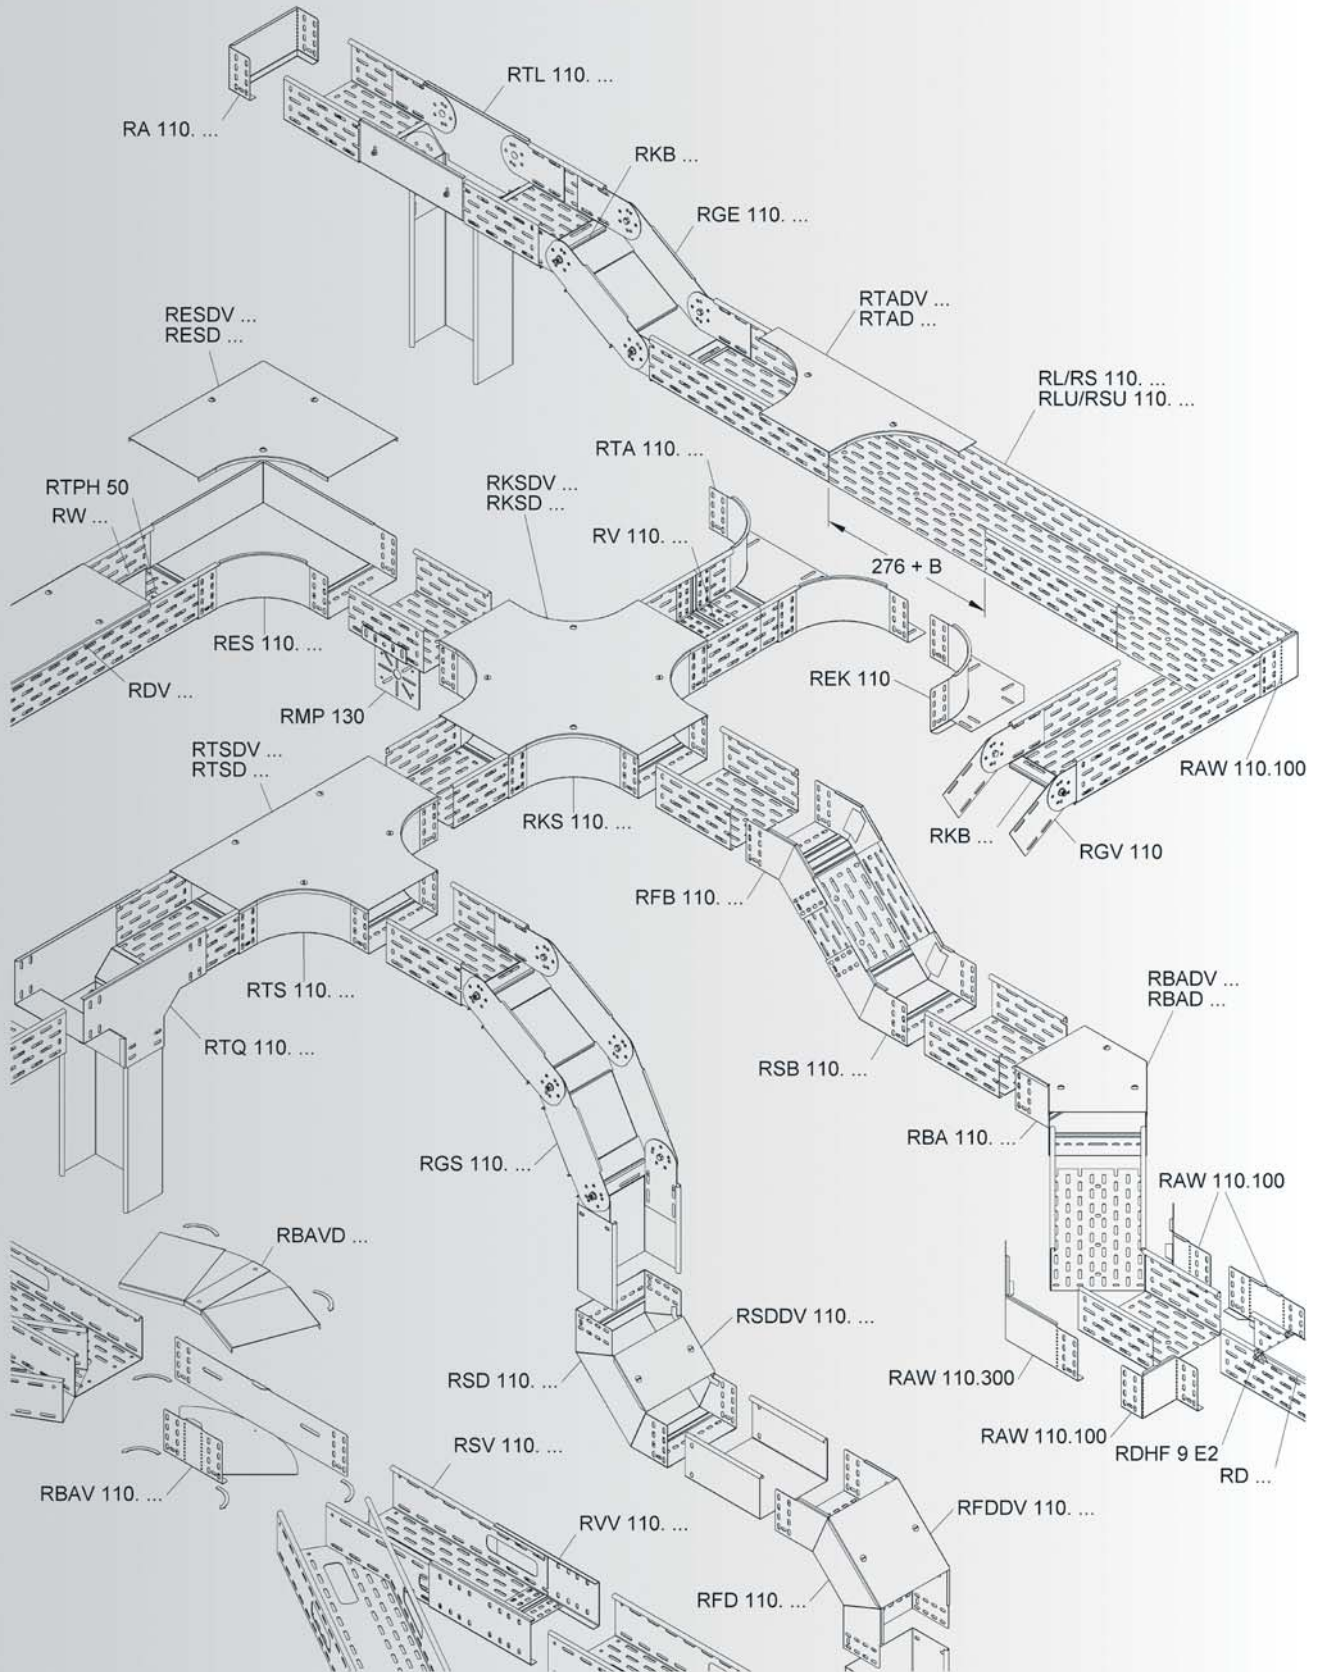 RTL 110. ...
RA 110. ...
RKB ...
RGE 110. ...
RTADV ...
RTAD ...
RESDV ...
RESD ...
RL/RS 110. ...
RLU/RSU 110. ...
RTA 110. ...
RKSDV ...
RKSD ...
RTPH 50
RW ...
RV 110. ...
276 + B
RES 110. ...
REK 110
RDV ...
RMP 130
RTSDV ...
RTSD ...
RAW 110.100
RKS 110. ...
RKB ...
RGV 110
RFB 110. ...
RBADV ...
RBAD ...
RTS 110. ...
RTQ 110. ...
RSB 110. ...
RBA 110. ...
RGS 110. ...
RAW 110.100
RBAVD ...
RSDDV 110. ...
RSD 110. ...
RAW 110.300
RAW 110.100
RDHF 9 E2
RD ...
RSV 110. ...
RBAV 110. ...
RVV 110. ...
RFDDV 110. ...
RFD 110. ...